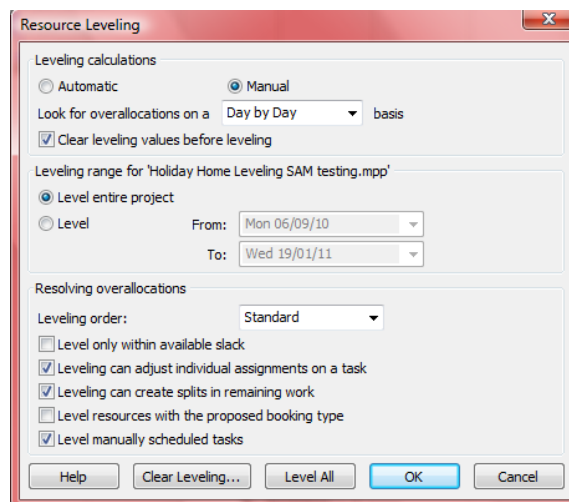 Resource Leveling
Leveling calculations
Automatic Manual
Look for overallocations on a Day by Day basis
Clear leveling values before leveling
Leveling range for 'Holiday Home Leveling SAM testing.mpp'
Level entire project
Level From: Mon 06/09/10
To: Wed 19/01/11
Resolving overallocations
Leveling order: Standard
Level only within available slack
Leveling can adjust individual assignments on a task
Leveling can create splits in remaining work
Level resources with the proposed booking type
Level manually scheduled tasks
Help Clear Leveling... Level All OK Cancel